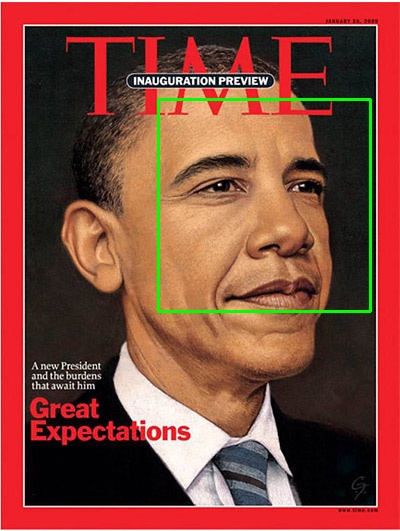 JANUARY 26, 2009
TIME
INAUGURATION PREVIEW
A new President
and the burdens
that await him
Great
Expectations
www.time.com